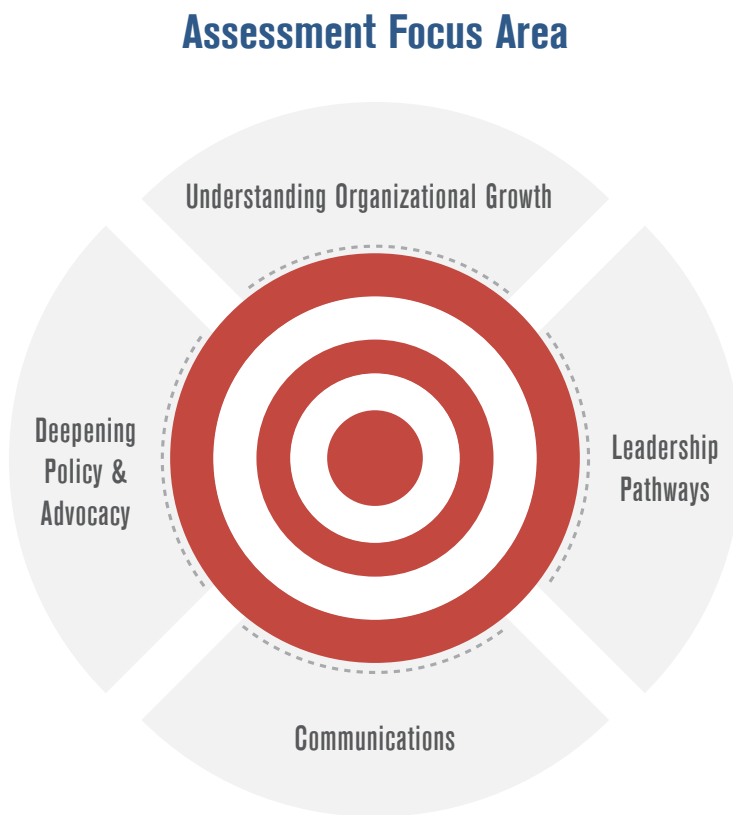 Assessment Focus Area
Understanding Organizational Growth
Deepening
Policy &
Advocacy
Leadership
Pathways
Communications